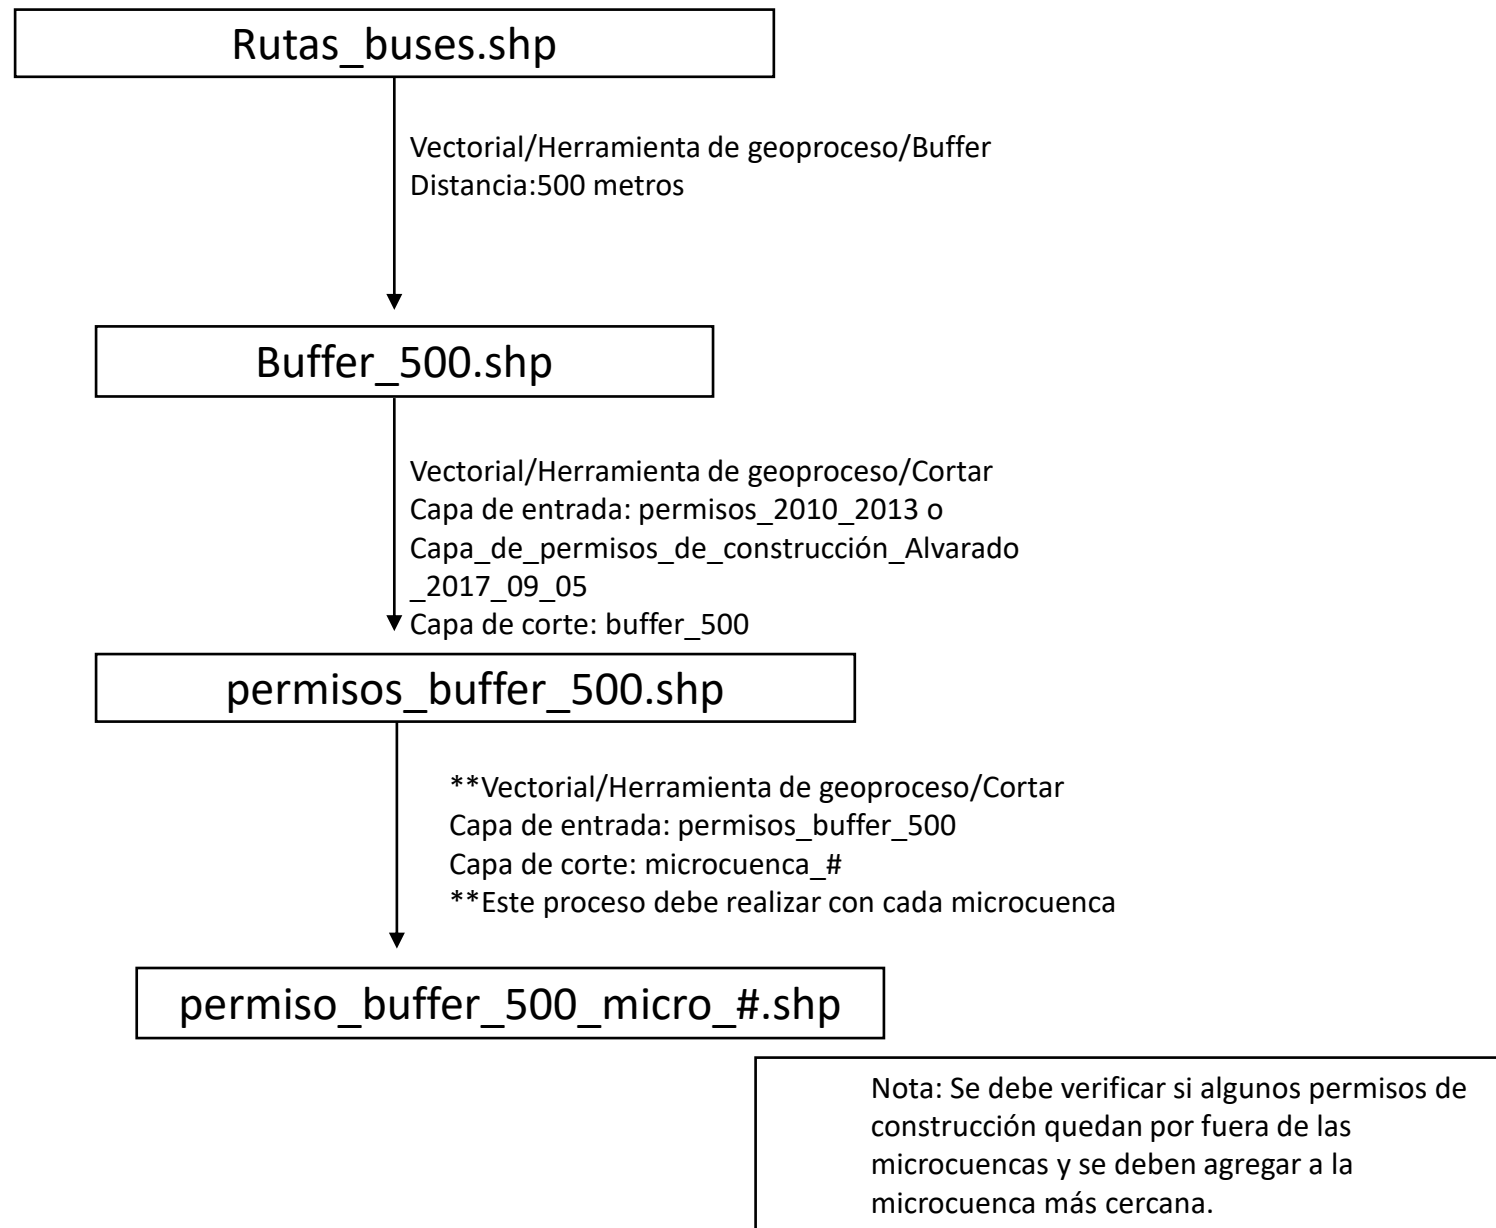 Rutas_buses.shp
Vectorial/Herramienta de geoproceso/Buffer
Distancia:500 metros
Buffer_500.shp
Vectorial/Herramienta de geoproceso/Cortar
Capa de entrada: permisos_2010_2013 o
Capa_de_permisos_de_construcción_Alvarado
_2017_09_05
Capa de corte: buffer_500
permisos_buffer_500.shp
**Vectorial/Herramienta de geoproceso/Cortar
Capa de entrada: permisos_buffer_500
Capa de corte: microcuenca_#
**Este proceso debe realizar con cada microcuenca
permiso_buffer_500_micro_#.shp
Nota: Se debe verificar si algunos permisos de
construcción quedan por fuera de las
microcuencas y se deben agregar a la
microcuenca más cercana.